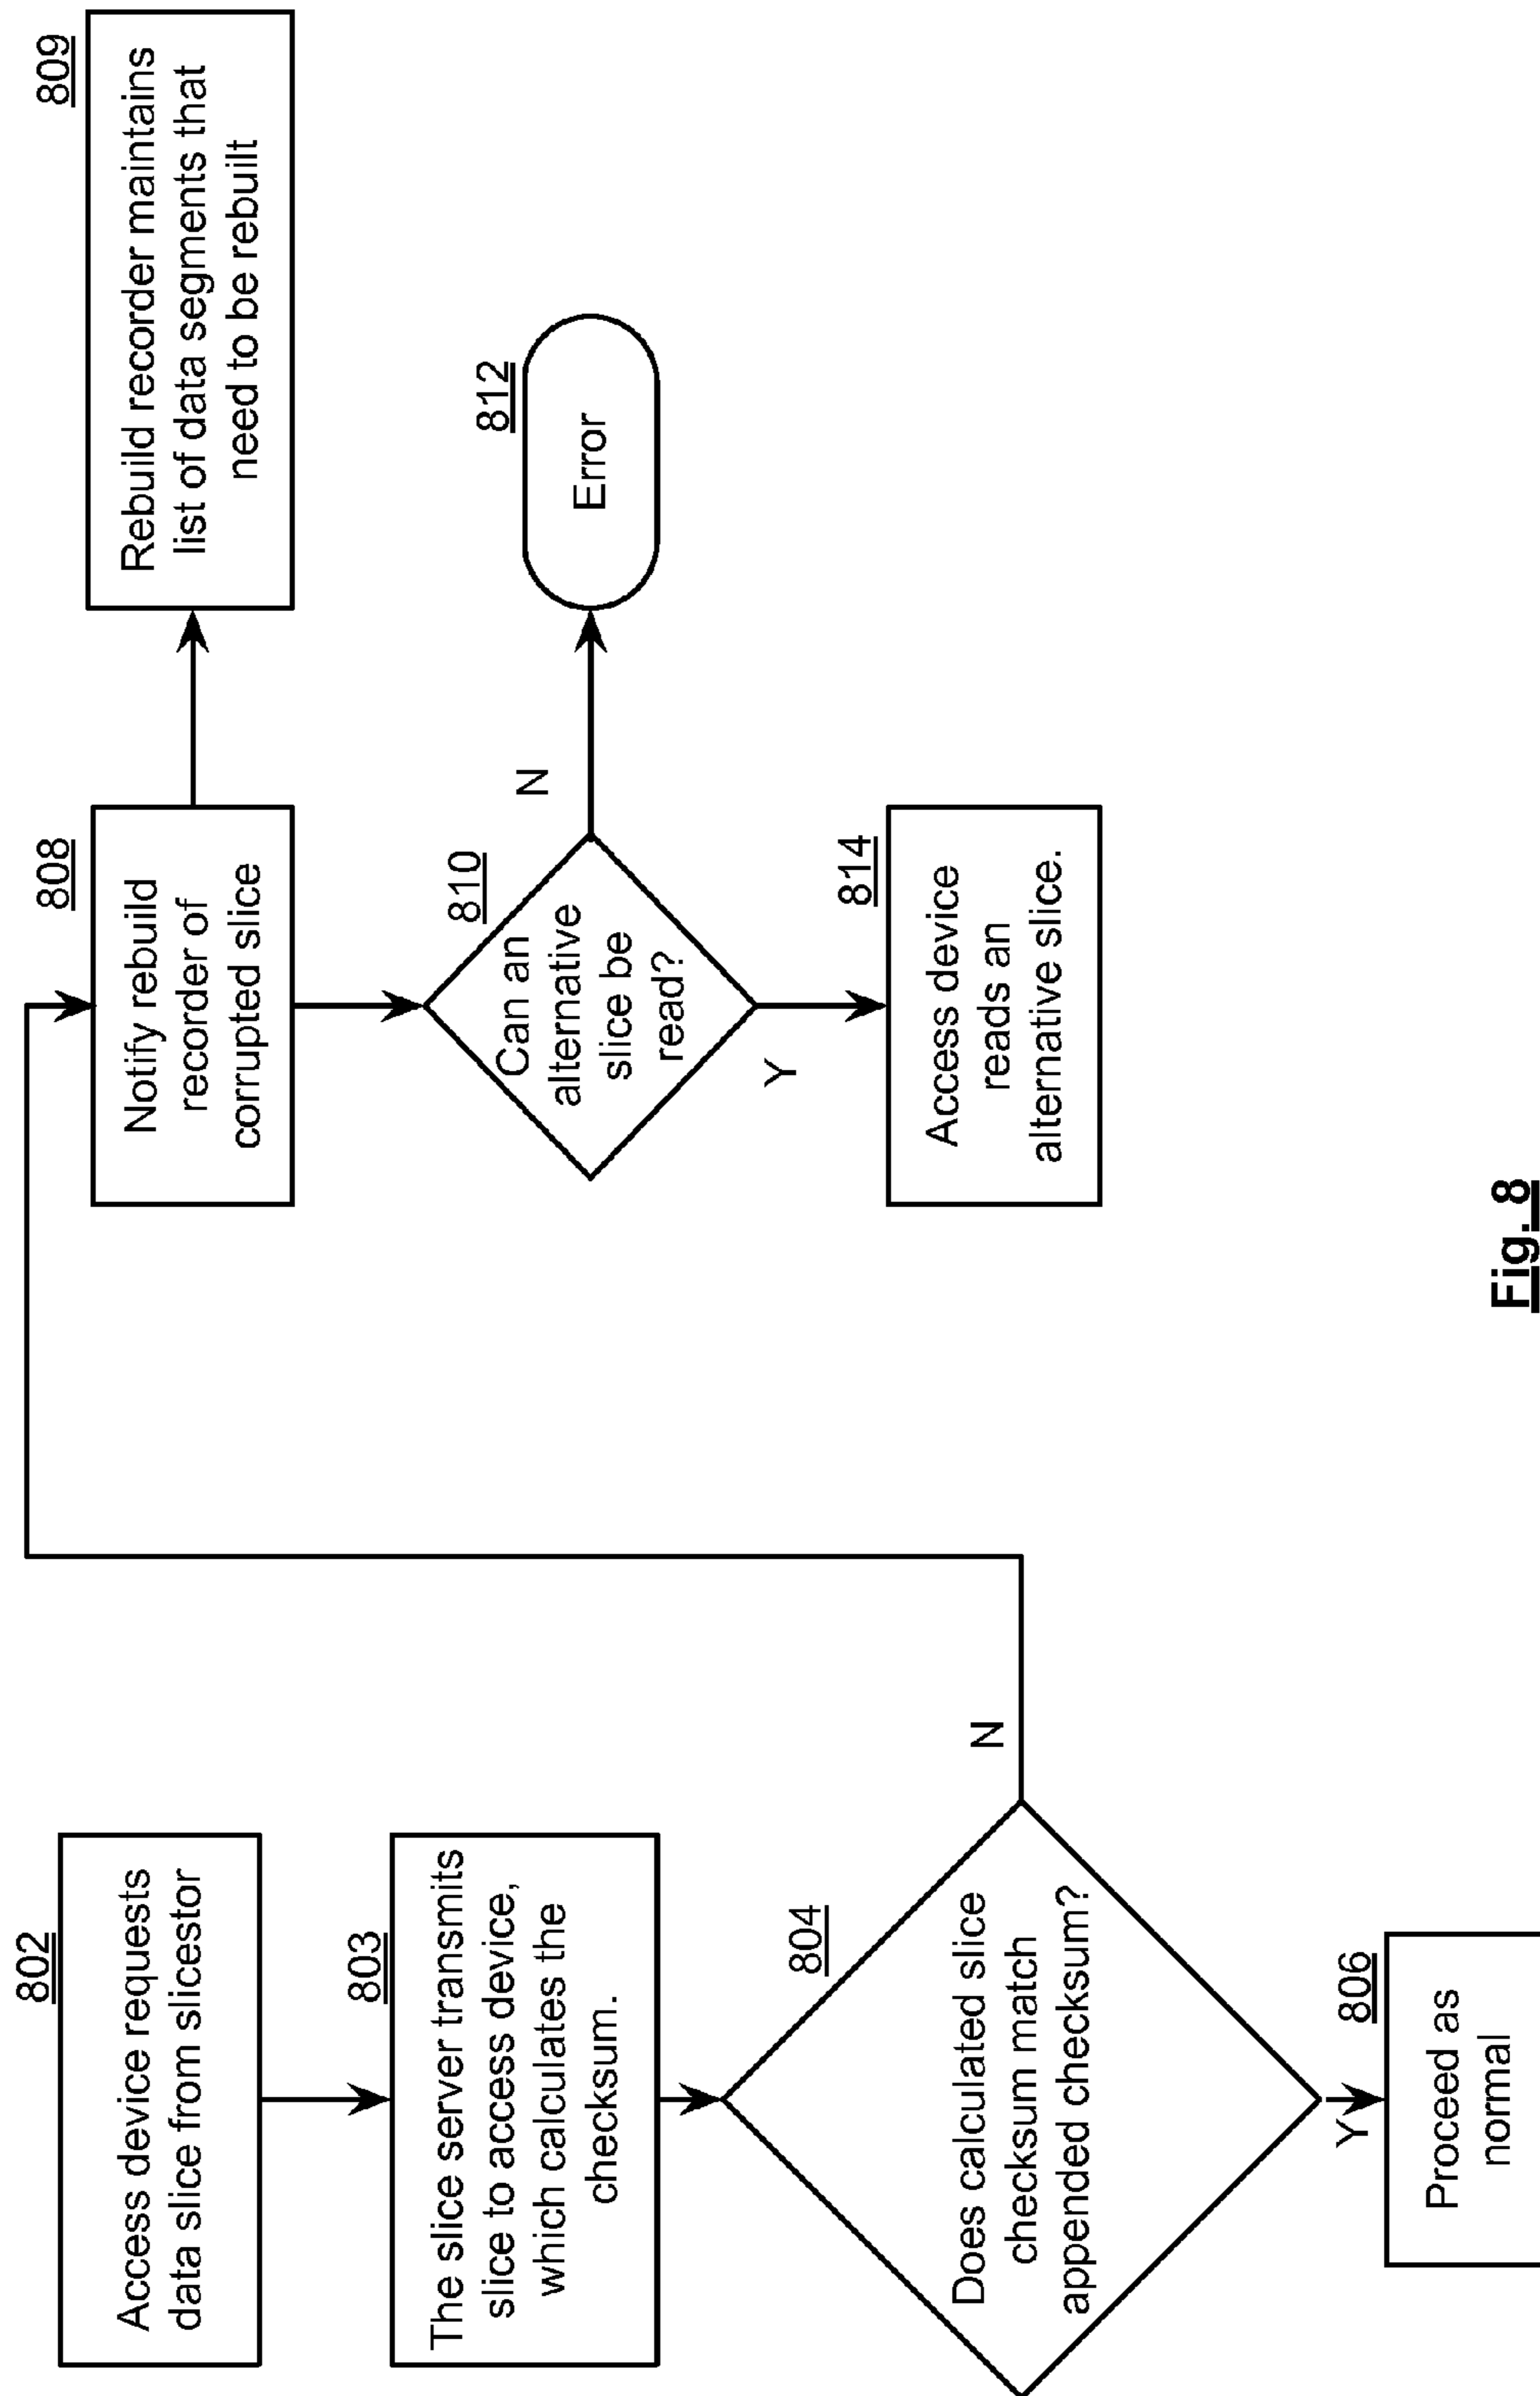 802
Access device requests
data slice from slicestor
803
The slice server transmits
slice to access device,
which calculates the
checksum.
804
Does calculated slice
checksum match
appended checksum?
N
Y
806
Proceed as
normal
808
Notify rebuild
recorder of
corrupted slice
809
Rebuild recorder maintains
list of data segments that
need to be rebuilt
810
Can an
alternative
slice be
read?
N
812
Error
Y
814
Access device
reads an
alternative slice.
Fig. 8